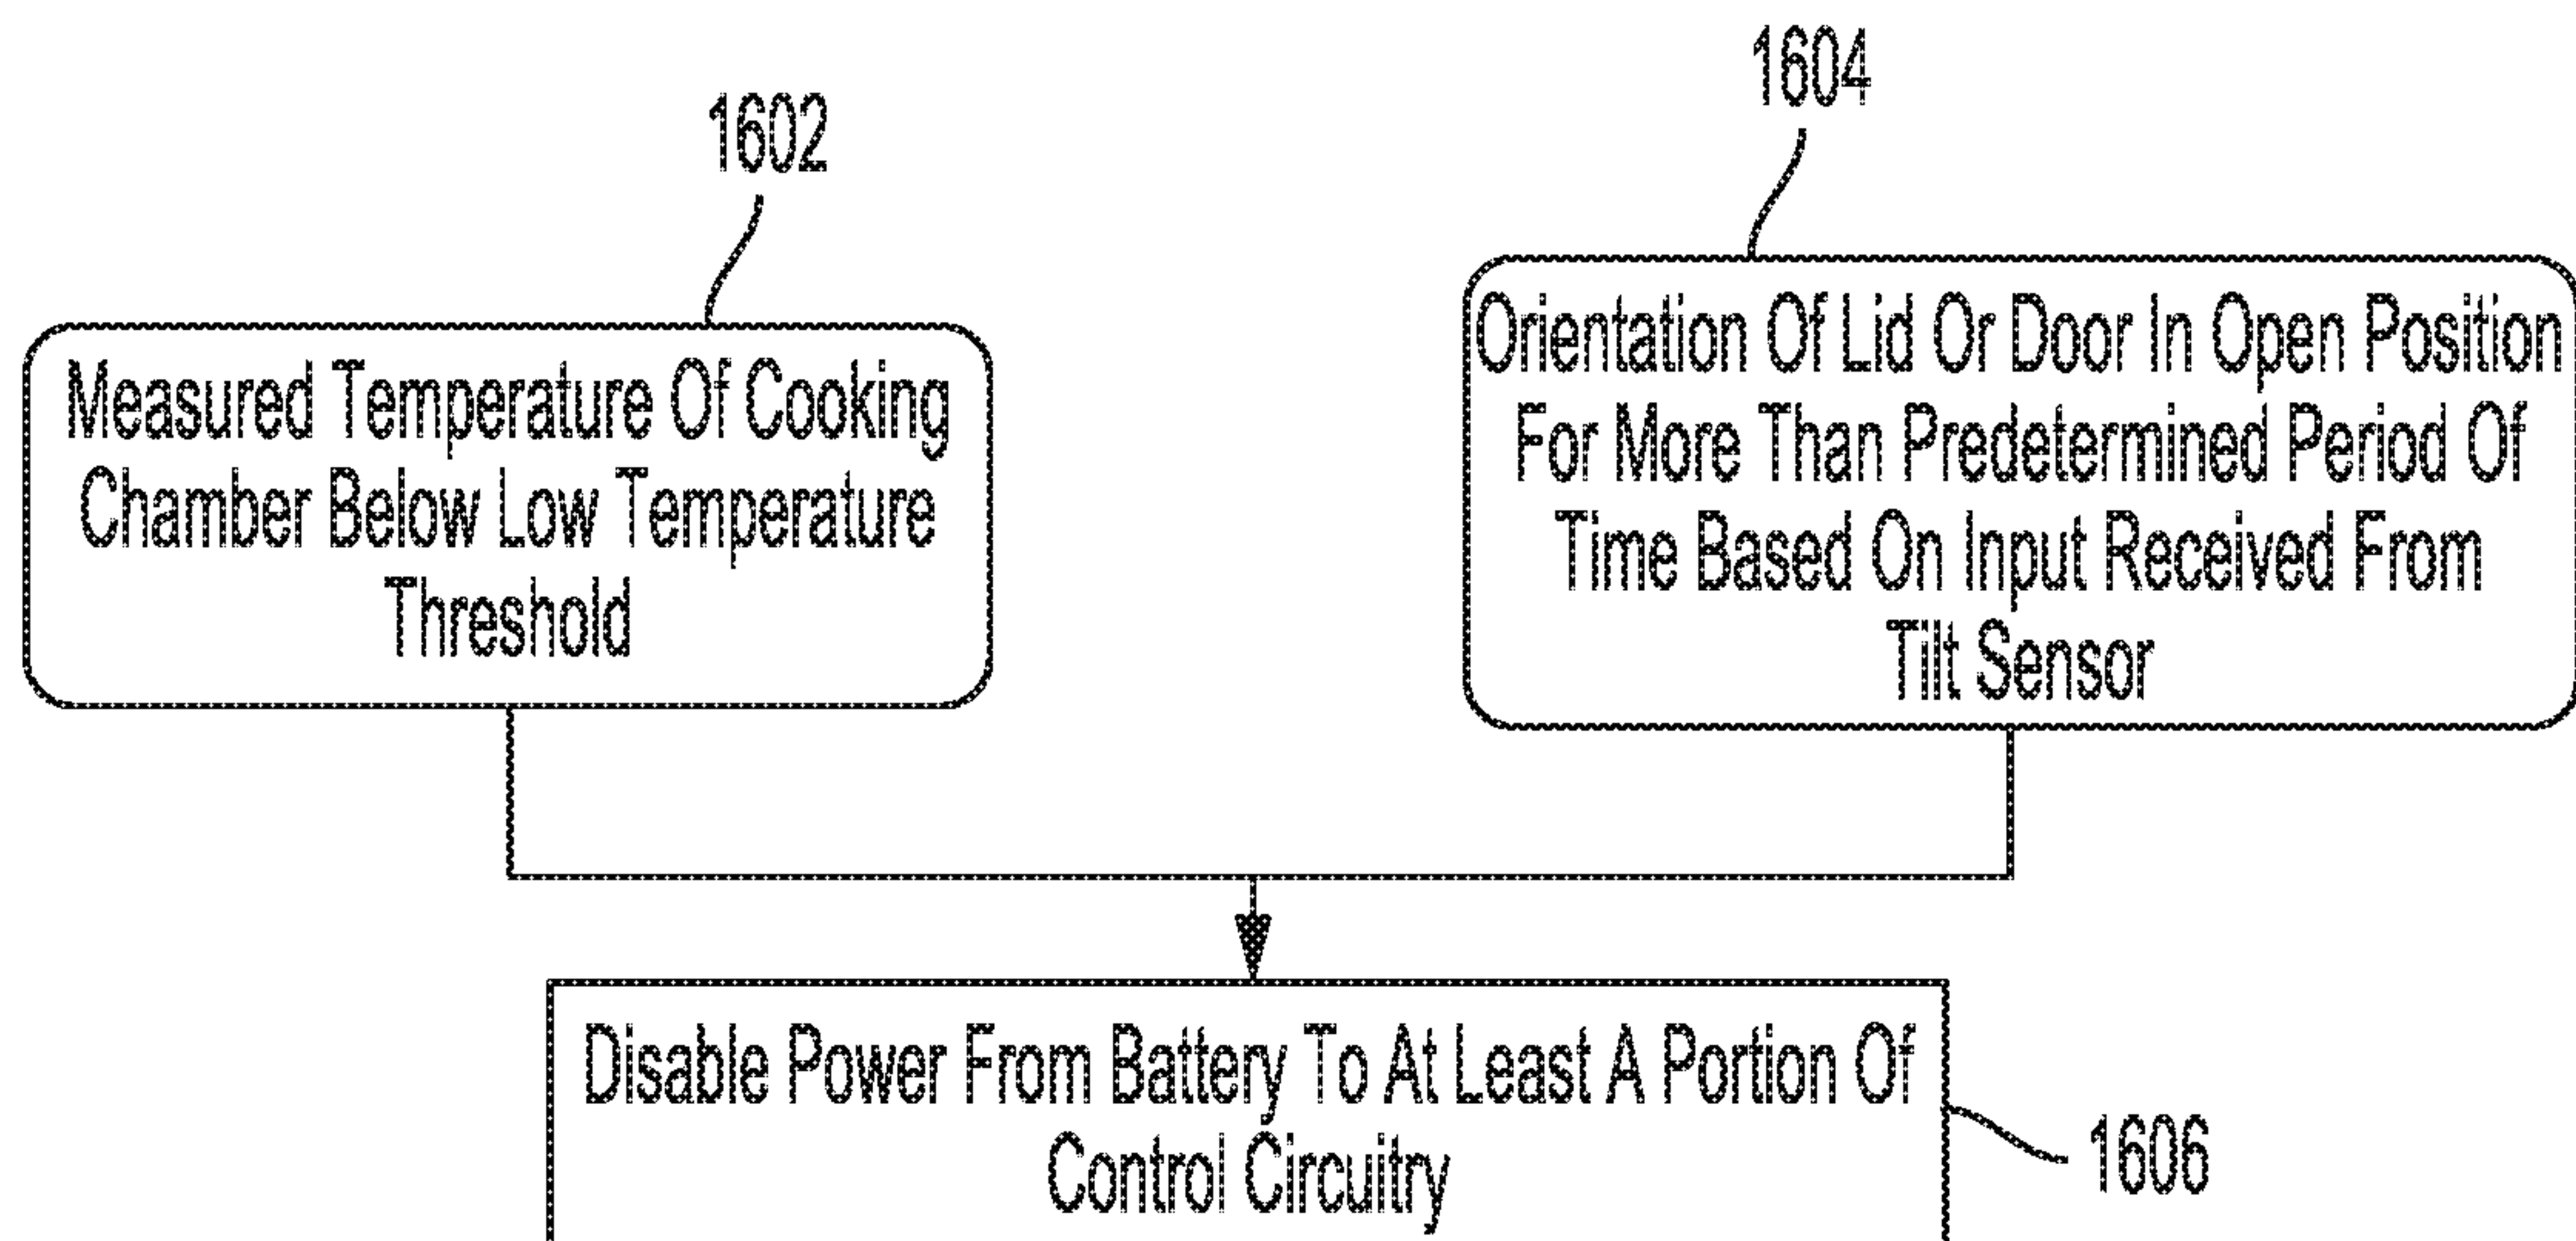 1602
Measured Temperature Of Cooking
Chamber Below Low Temperature
Threshold
1604
Orientation Of Lid Or Door In Open Position
For More Than Predetermined Period Of
Time Based On Input Received From
Tilt Sensor
Disable Power From Battery To At Least A Portion Of
Control Circuitry
1606